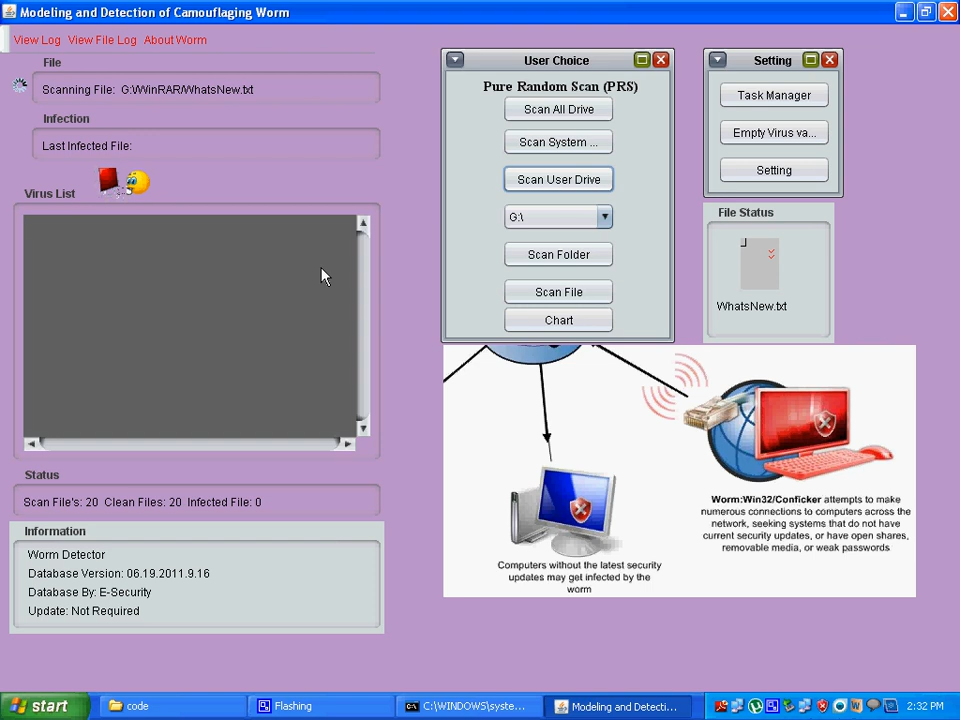 Modeling and Detection of Camouflaging Worm
View Log View File Log About Worm
File
Scanning File: G:\WinRAR/WhatsNew.txt
Infection
Last Infected File:
Virus List
Status
Scan File's: 20 Clean Files: 20 Infected File: 0
Information
Worm Detector
Database Version: 06.19.2011.9.16
Database By: E-Security
Update: Not Required
User Choice
Pure Random Scan (PRS)
Scan All Drive
Scan System ...
Scan User Drive
G:\
Scan Folder
Scan File
Chart
Setting
Task Manager
Empty Virus va...
Setting
File Status
WhatsNew.txt
Computers without the latest security
updates may get infected by the
worm
Worm:Win32/Conficker attempts to make
numerous connections to computers across the
network, seeking systems that do not have
current security updates, or have open shares,
removable media, or weak passwords
start
code
Flashing
C:\WINDOWS\syste...
Modeling and Detecti...
2:32 PM